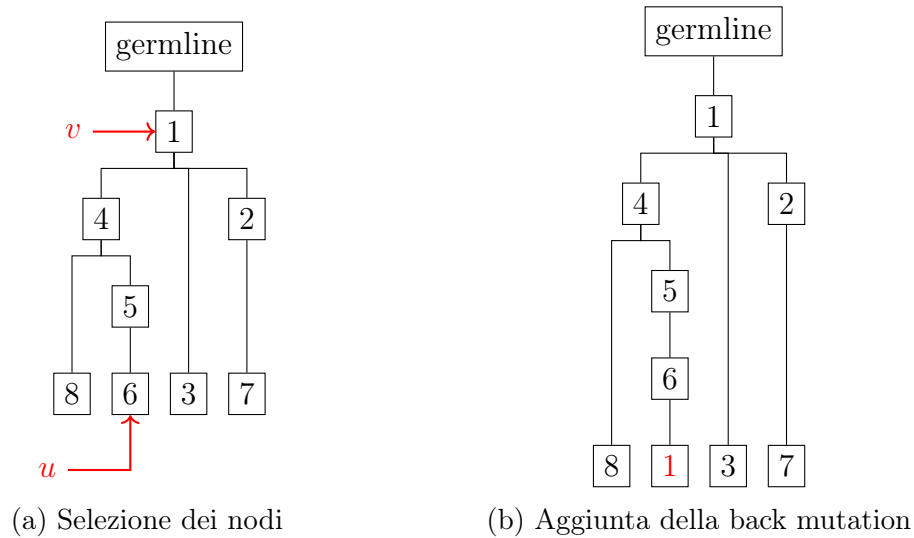 germline
v
1
4
2
5
8
6
3
7
u
(a) Selezione dei nodi
germline
1
4
2
5
6
8
1
3
7
(b) Aggiunta della back mutation